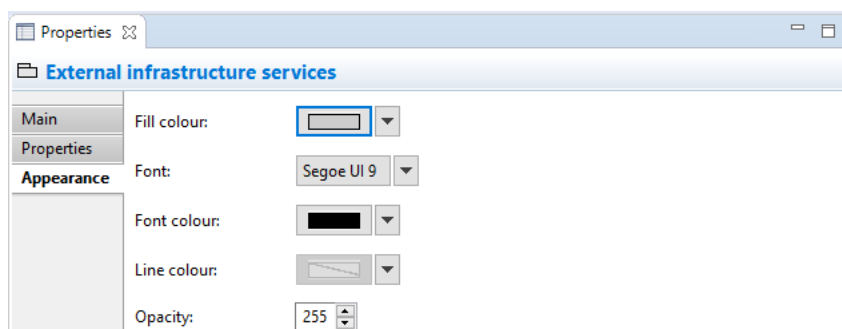 Properties
External infrastructure services
Main
Properties
Appearance
Fill colour:
Font:
Segoe UI 9
Font colour:
Line colour:
Opacity:
255